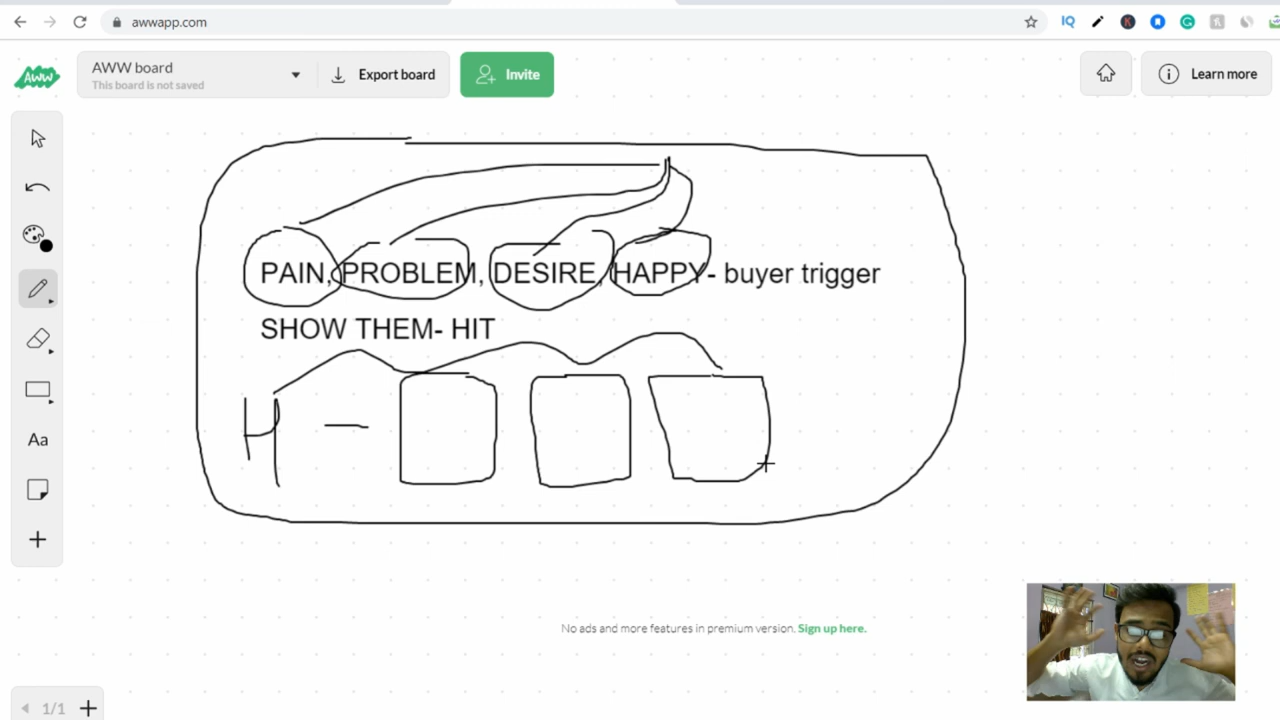 awwapp.com
AWW
AWW board
This board is not saved
Export board
Invite
Learn more
PAIN, PROBLEM, DESIRE, HAPPY- buyer trigger
SHOW THEM- HIT
H -
Aa
No ads and more features in premium version. Sign up here.
1/1